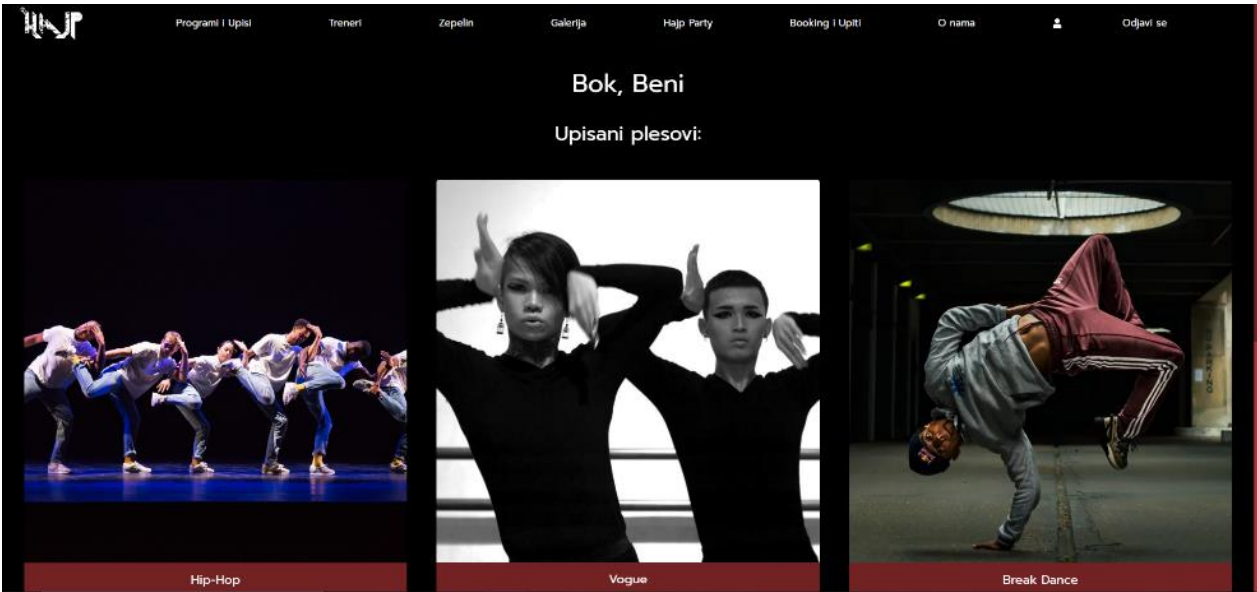 HAJP
Programi i Upisi
Treneri
Zepelin
Galerija
Hajp Party
Booking i Upiti
O nama
Odjavi se
Bok, Beni
Upisani plesovi:
Hip-Hop
Vogue
Break Dance